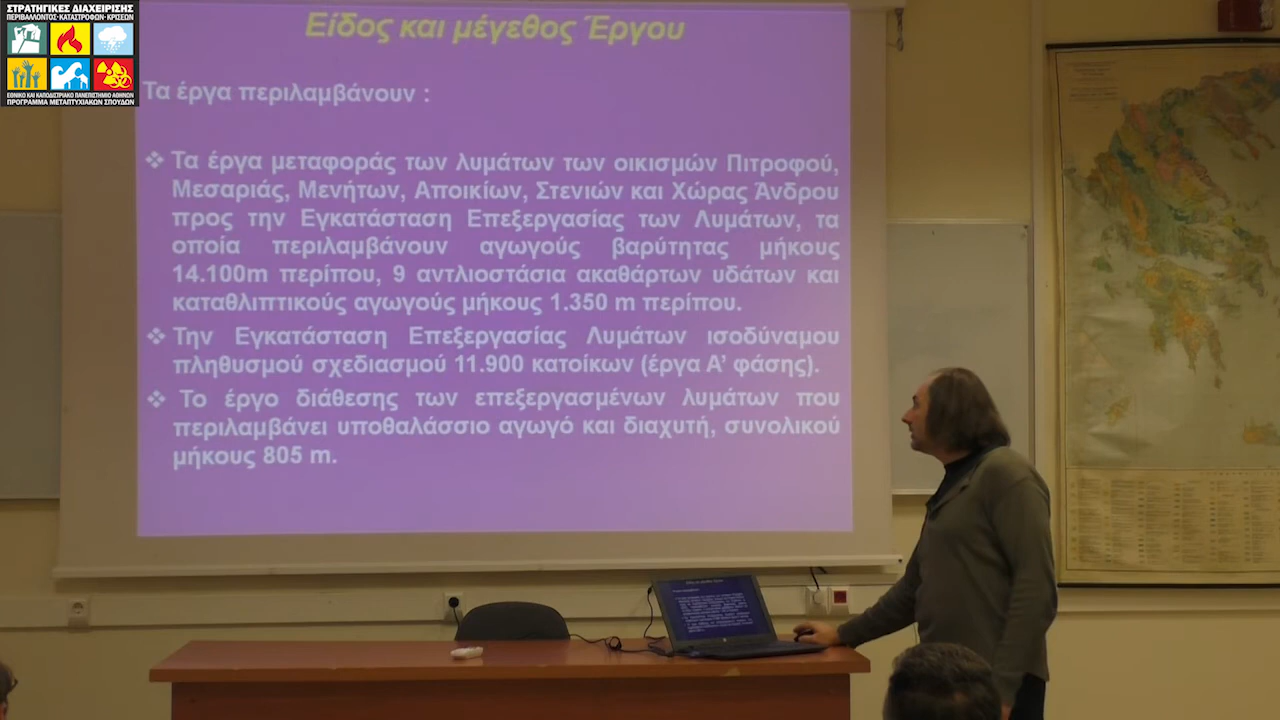 ΣΤΡΑΤΗΓΙΚΕΣ ΔΙΑΧΕΙΡΙΣΗΣ
ΠΕΡΙΒΑΛΛΟΝΤΟΣ·ΚΑΤΑΣΤΡΟΦΩΝ·ΚΡΙΣΕΩΝ
ΕΘΝΙΚΟ ΚΑΙ ΚΑΠΟΔΙΣΤΡΙΑΚΟ ΠΑΝΕΠΙΣΤΗΜΙΟ ΑΘΗΝΩΝ
ΠΡΟΓΡΑΜΜΑ ΜΕΤΑΠΤΥΧΙΑΚΩΝ ΣΠΟΥΔΩΝ
Είδος και μέγεθος Έργου
Τα έργα περιλαμβάνουν :
❖ Τα έργα μεταφοράς των λυμάτων των οικισμών Πιτροφού,
Μεσαριάς, Μενήτων, Αποικίων, Στενιών και Χώρας Άνδρου
προς την Εγκατάσταση Επεξεργασίας των Λυμάτων, τα
οποία περιλαμβάνουν αγωγούς βαρύτητας μήκους
14.100m περίπου, 9 αντλιοστάσια ακαθάρτων υδάτων και
καταθλιπτικούς αγωγούς μήκους 1.350 m περίπου.
❖ Την Εγκατάσταση Επεξεργασίας Λυμάτων ισοδύναμου
πληθυσμού σχεδιασμού 11.900 κατοίκων (έργα Α’ φάσης).
❖ Το έργο διάθεσης των επεξεργασμένων λυμάτων που
περιλαμβάνει υποθαλάσσιο αγωγό και διαχυτή, συνολικού
μήκους 805 m.